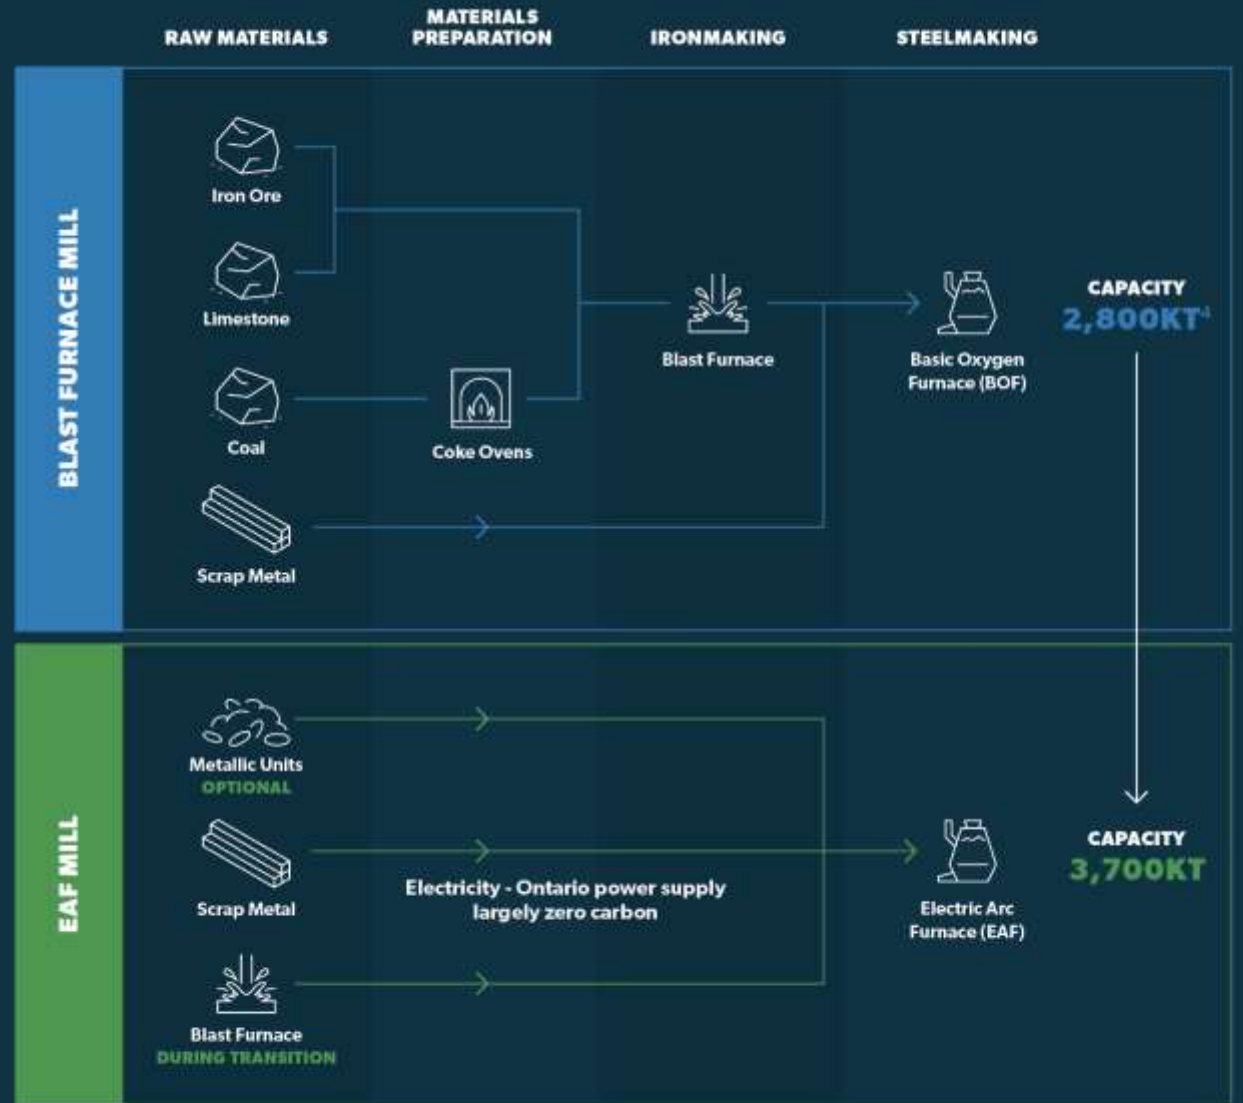 RAW MATERIALS
MATERIALS
PREPARATION
IRONMAKING
STEELMAKING
BLAST FURNACE MILL
Iron Ore
Limestone
Coal
Scrap Metal
Coke Ovens
Blast Furnace
Basic Oxygen
Furnace (BOF)
CAPACITY
2,800KT⁴
EAF MILL
Metallic Units
OPTIONAL
Scrap Metal
Blast Furnace
DURING TRANSITION
Electricity - Ontario power supply
largely zero carbon
Electric Arc
Furnace (EAF)
CAPACITY
3,700KT